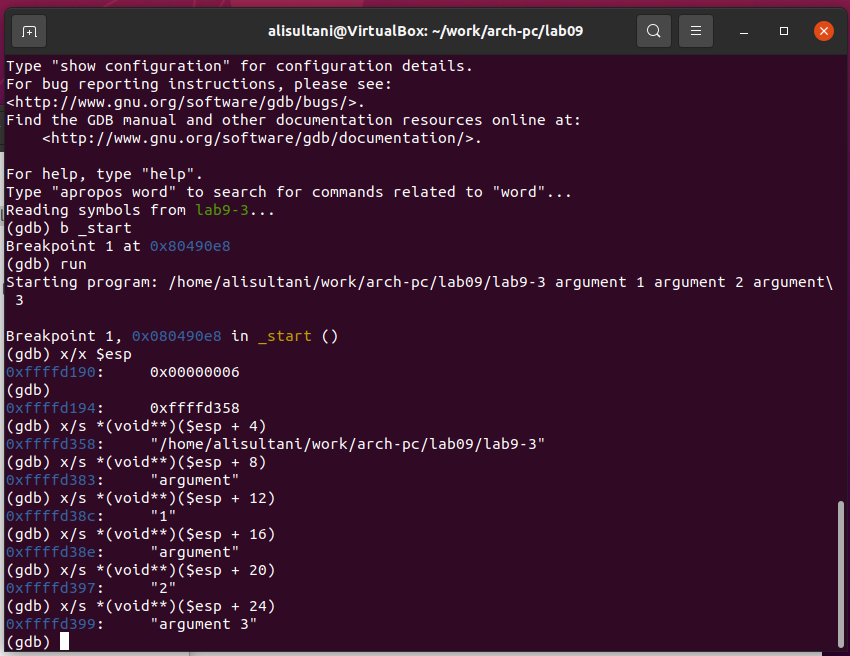 alisultani@VirtualBox: ~/work/arch-pc/lab09
Type "show configuration" for configuration details.
For bug reporting instructions, please see:
<http://www.gnu.org/software/gdb/bugs/>.
Find the GDB manual and other documentation resources online at:
    <http://www.gnu.org/software/gdb/documentation/>.
For help, type "help".
Type "apropos word" to search for commands related to "word"...
Reading symbols from lab9-3...
(gdb) b _start
Breakpoint 1 at 0x80490e8
(gdb) run
Starting program: /home/alisultani/work/arch-pc/lab09/lab9-3 argument 1 argument 2 argument\
 3
Breakpoint 1, 0x080490e8 in _start ()
(gdb) x/x $esp
0xffffd190:     0x00000006
(gdb)
0xffffd194:     0xffffd358
(gdb) x/s *(void**)($esp + 4)
0xffffd358:     "/home/alisultani/work/arch-pc/lab09/lab9-3"
(gdb) x/s *(void**)($esp + 8)
0xffffd383:     "argument"
(gdb) x/s *(void**)($esp + 12)
0xffffd38c:     "1"
(gdb) x/s *(void**)($esp + 16)
0xffffd38e:     "argument"
(gdb) x/s *(void**)($esp + 20)
0xffffd397:     "2"
(gdb) x/s *(void**)($esp + 24)
0xffffd399:     "argument 3"
(gdb)